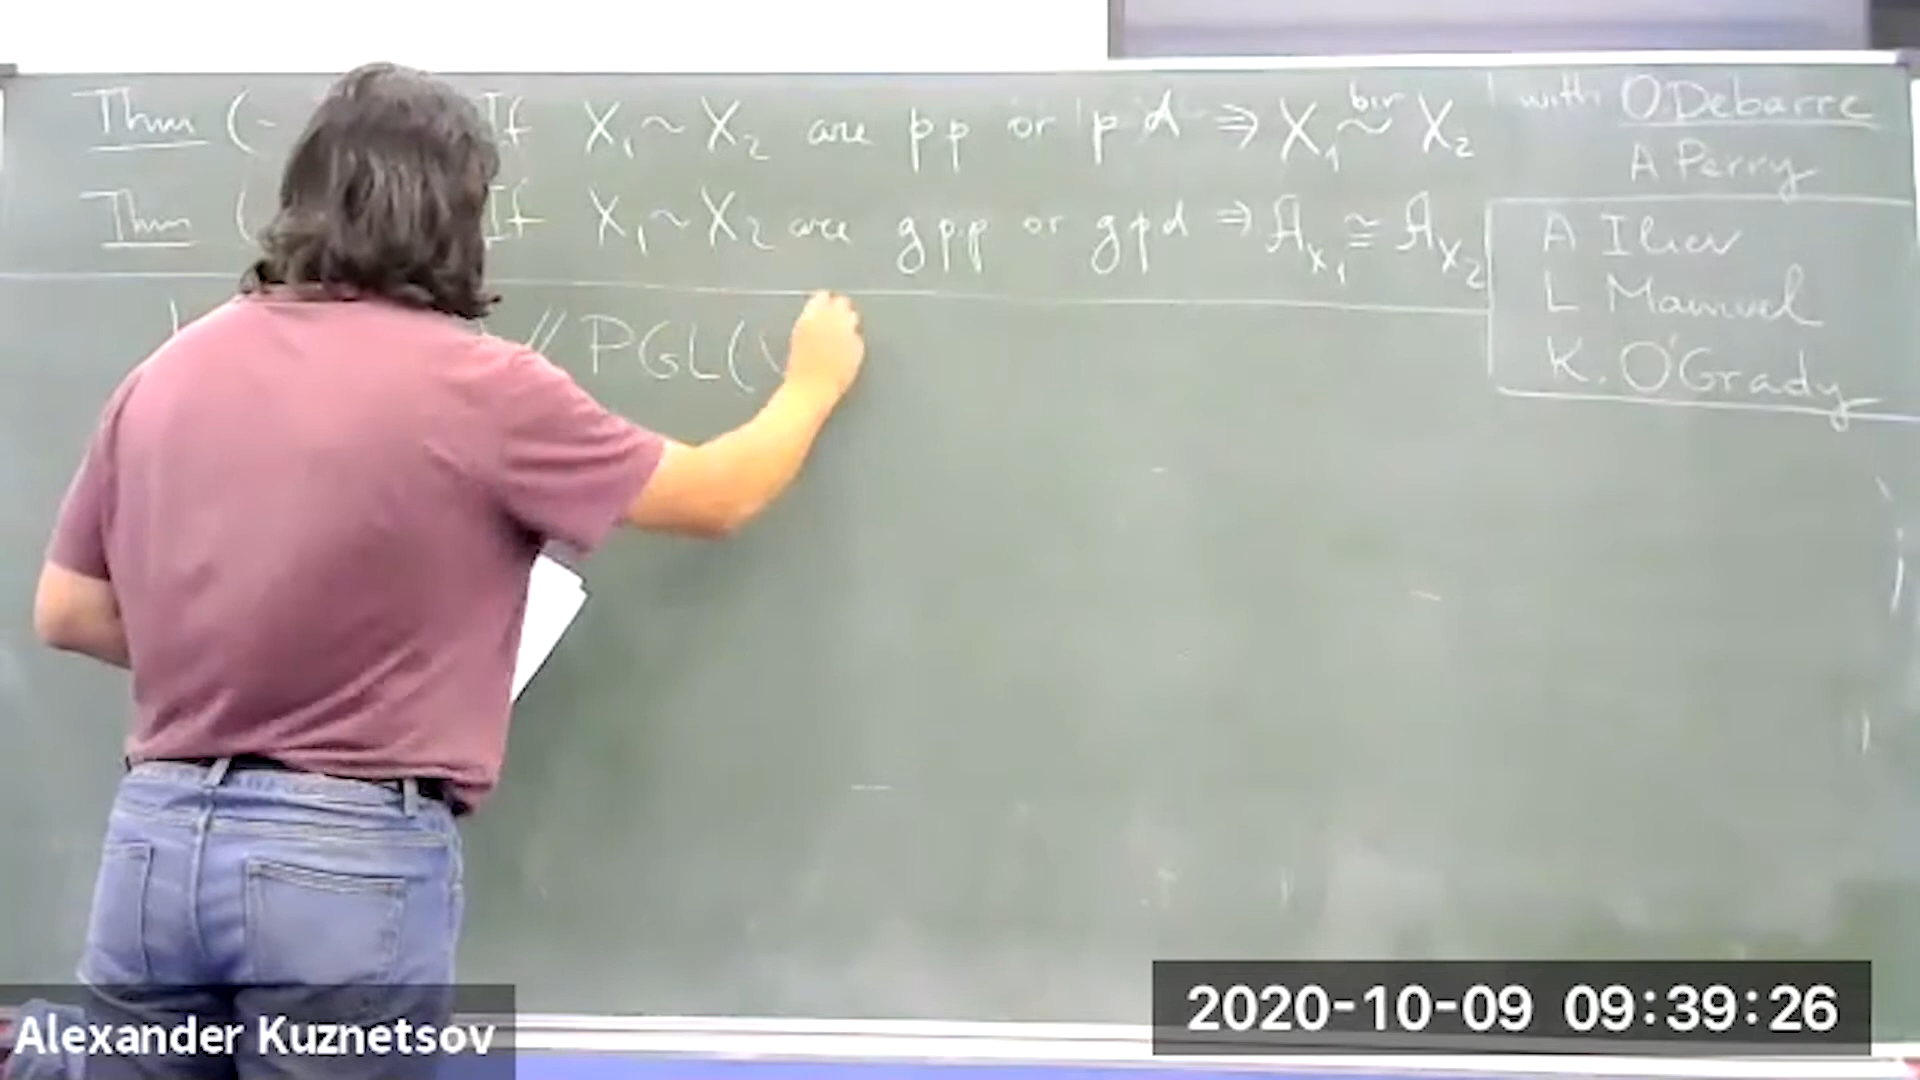 Thm (- If X₁ ~ X₂ are pp or pd ⇒ X₁ bir ~ X₂
Thm ( If X₁ ~ X₂ are gpp or gpd ⇒ A_X₁ ≅ A_X₂
// PGL(V
with O.Debarre
A Perry
A Iliev
L Manivel
K. O'Grady
Alexander Kuznetsov
2020-10-09 09:39:26